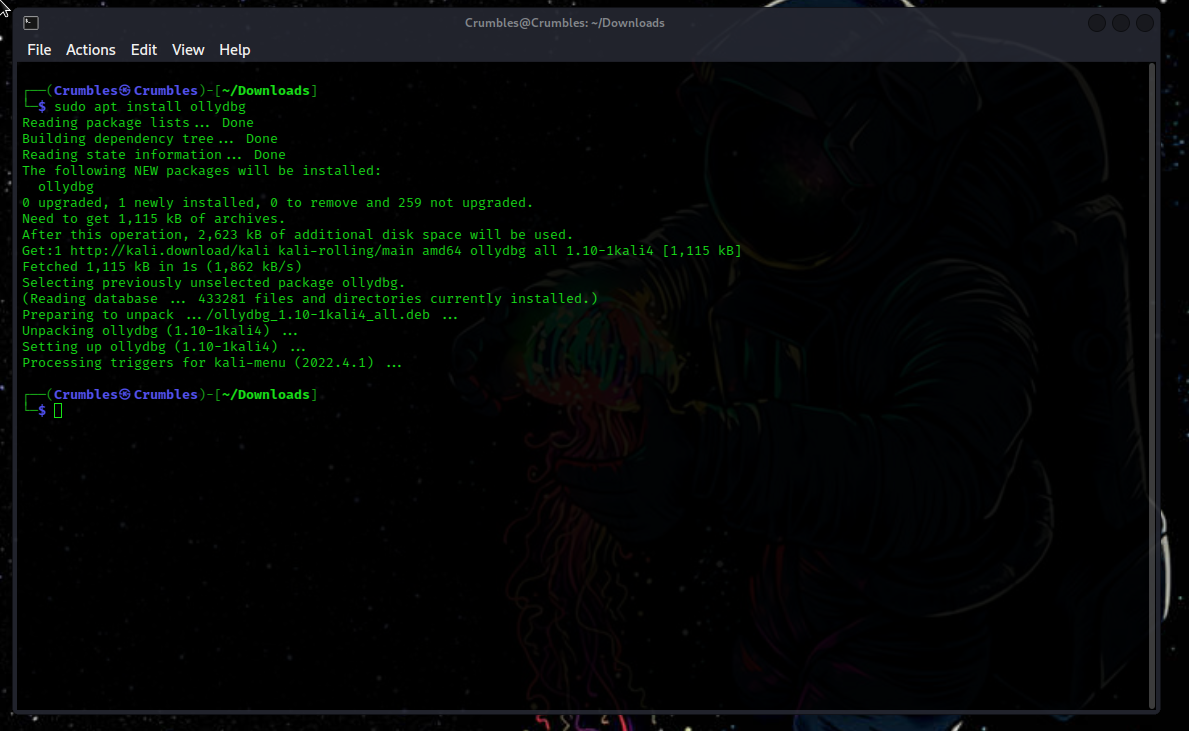 Crumbles@Crumbles: ~/Downloads
File Actions Edit View Help
┌──(Crumbles㉿Crumbles)-[~/Downloads]
└─$ sudo apt install ollydbg
Reading package lists... Done
Building dependency tree... Done
Reading state information... Done
The following NEW packages will be installed:
  ollydbg
0 upgraded, 1 newly installed, 0 to remove and 259 not upgraded.
Need to get 1,115 kB of archives.
After this operation, 2,623 kB of additional disk space will be used.
Get:1 http://kali.download/kali kali-rolling/main amd64 ollydbg all 1.10-1kali4 [1,115 kB]
Fetched 1,115 kB in 1s (1,862 kB/s)
Selecting previously unselected package ollydbg.
(Reading database ... 433281 files and directories currently installed.)
Preparing to unpack .../ollydbg_1.10-1kali4_all.deb ...
Unpacking ollydbg (1.10-1kali4) ...
Setting up ollydbg (1.10-1kali4) ...
Processing triggers for kali-menu (2022.4.1) ...
┌──(Crumbles㉿Crumbles)-[~/Downloads]
└─$